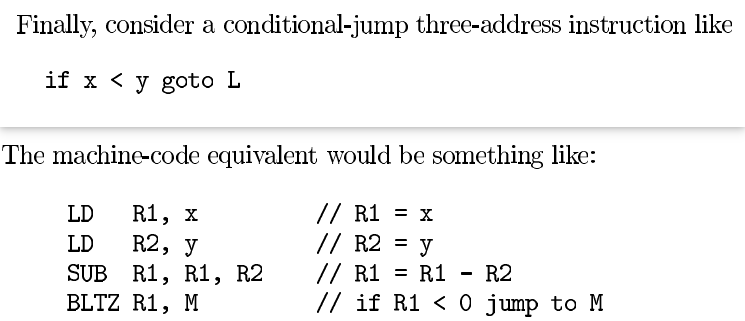 Finally, consider a conditional-jump three-address instruction like
if x < y goto L
The machine-code equivalent would be something like:
LD R1, x // R1 = x
LD R2, y // R2 = y
SUB R1, R1, R2 // R1 = R1 - R2
BLTZ R1, M // if R1 < 0 jump to M